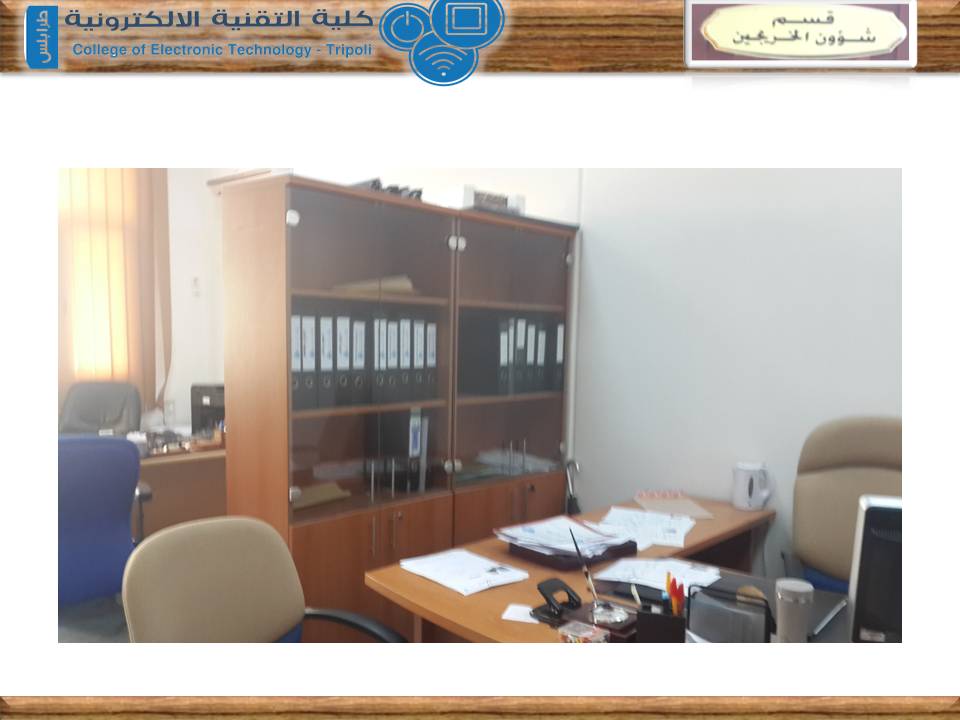 طرابلس
كلية التقنية الالكترونية
College of Electronic Technology - Tripoli
قسم
شؤون الخريجين